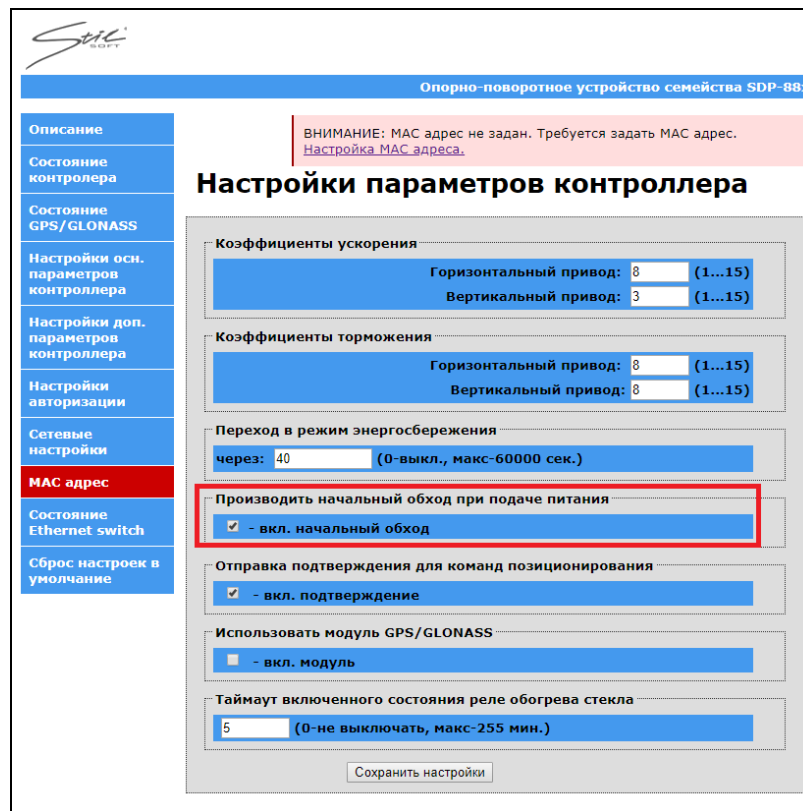 Stil
SOFT
Опорно-поворотное устройство семейства SDP-88
Описание
Состояние
контролера
Состояние
GPS/GLONASS
Настройки осн.
параметров
контроллера
Настройки доп.
параметров
контроллера
Настройки
авторизации
Сетевые
настройки
MAC адрес
Состояние
Ethernet switch
Сброс настроек в
умолчание
ВНИМАНИЕ: MAC адрес не задан. Требуется задать MAC адрес.
Настройка MAC адреса.
Настройки параметров контроллера
Коэффициенты ускорения
Горизонтальный привод: 8 (1...15)
Вертикальный привод: 3 (1...15)
Коэффициенты торможения
Горизонтальный привод: 8 (1...15)
Вертикальный привод: 8 (1...15)
Переход в режим энергосбережения
через: 40 (0-выкл., макс-60000 сек.)
Производить начальный обход при подаче питания
- вкл. начальный обход
Отправка подтверждения для команд позиционирования
- вкл. подтверждение
Использовать модуль GPS/GLONASS
- вкл. модуль
Таймаут включенного состояния реле обогрева стекла
5 (0-не выключать, макс-255 мин.)
Сохранить настройки